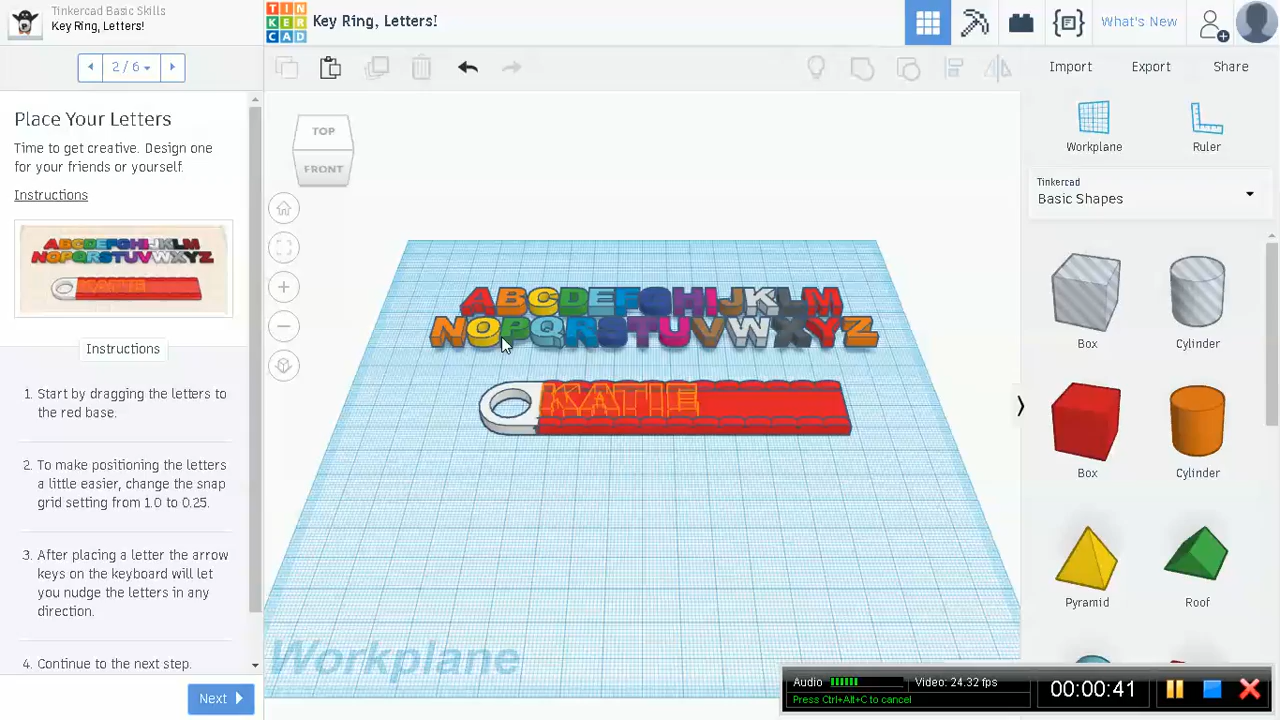 Tinkercad Basic Skills
Key Ring, Letters!
TIN
KER
CAD
Key Ring, Letters!
What's New
2/6
Import
Export
Share
Place Your Letters
Time to get creative. Design one
for your friends or yourself.
Instructions
ABCDEFGHIJKLM
NOPQRSTUVWXYZ
KATIE
Instructions
1. Start by dragging the letters to
the red base.
2. To make positioning the letters
a little easier, change the snap
grid setting from 1.0 to 0.25.
3. After placing a letter the arrow
keys on the keyboard will let
you nudge the letters in any
direction.
4. Continue to the next step.
ext
TOP
FRONT
ABCDEFGHIJKLM
NOPQRSTUVWXYZ
KATIE
Workplane
Workplane
Ruler
Tinkercad
Basic Shapes
Box
Cylinder
Box
Cylinder
Pyramid
Roof
Audio
Video: 24.32 fps
Press Ctrl+Alt+C to cancel
00:00:41